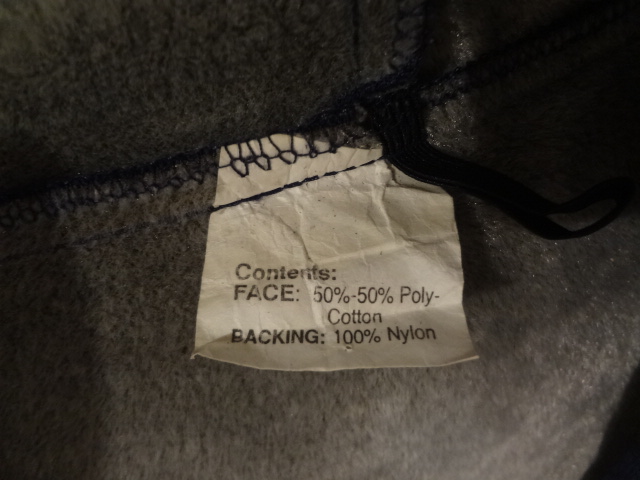 Contents:
FACE: 50%-50% Poly-
Cotton
BACKING: 100% Nylon